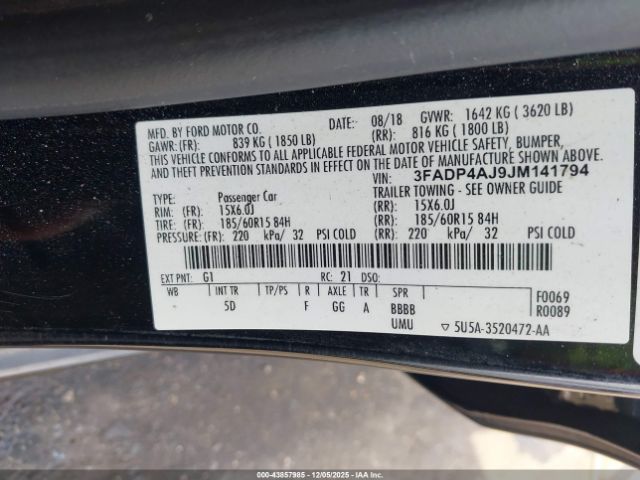 MFD. BY FORD MOTOR CO. DATE: 08/18 GVWR: 1642 KG ( 3620 LB)
GAWR: (FR): 839 KG ( 1850 LB) (RR): 816 KG ( 1800 LB)
THIS VEHICLE CONFORMS TO ALL APPLICABLE FEDERAL MOTOR VEHICLE SAFETY, BUMPER,
AND THEFT PREVENTION STANDARDS IN EFFECT ON THE DATE OF MANUFACTURE SHOWN ABOVE.
VIN: 3FADP4AJ9JM141794
TYPE: Passenger Car TRAILER TOWING - SEE OWNER GUIDE
RIM: (FR): 15X6.0J (RR): 15X6.0J
TIRE: (FR): 185/60R15 84H (RR): 185/60R15 84H
PRESSURE: (FR): 220 kPa/ 32 PSI COLD (RR): 220 kPa/ 32 PSI COLD
EXT PNT: G1 RC: 21 DSO:
WB INT TR TP/PS R AXLE TR SPR F0069
- 5D F GG A BBBB R0089
UMU ▽ 5U5A-3520472-AA
43857985 • 12/05/2025 • IAA, Inc.